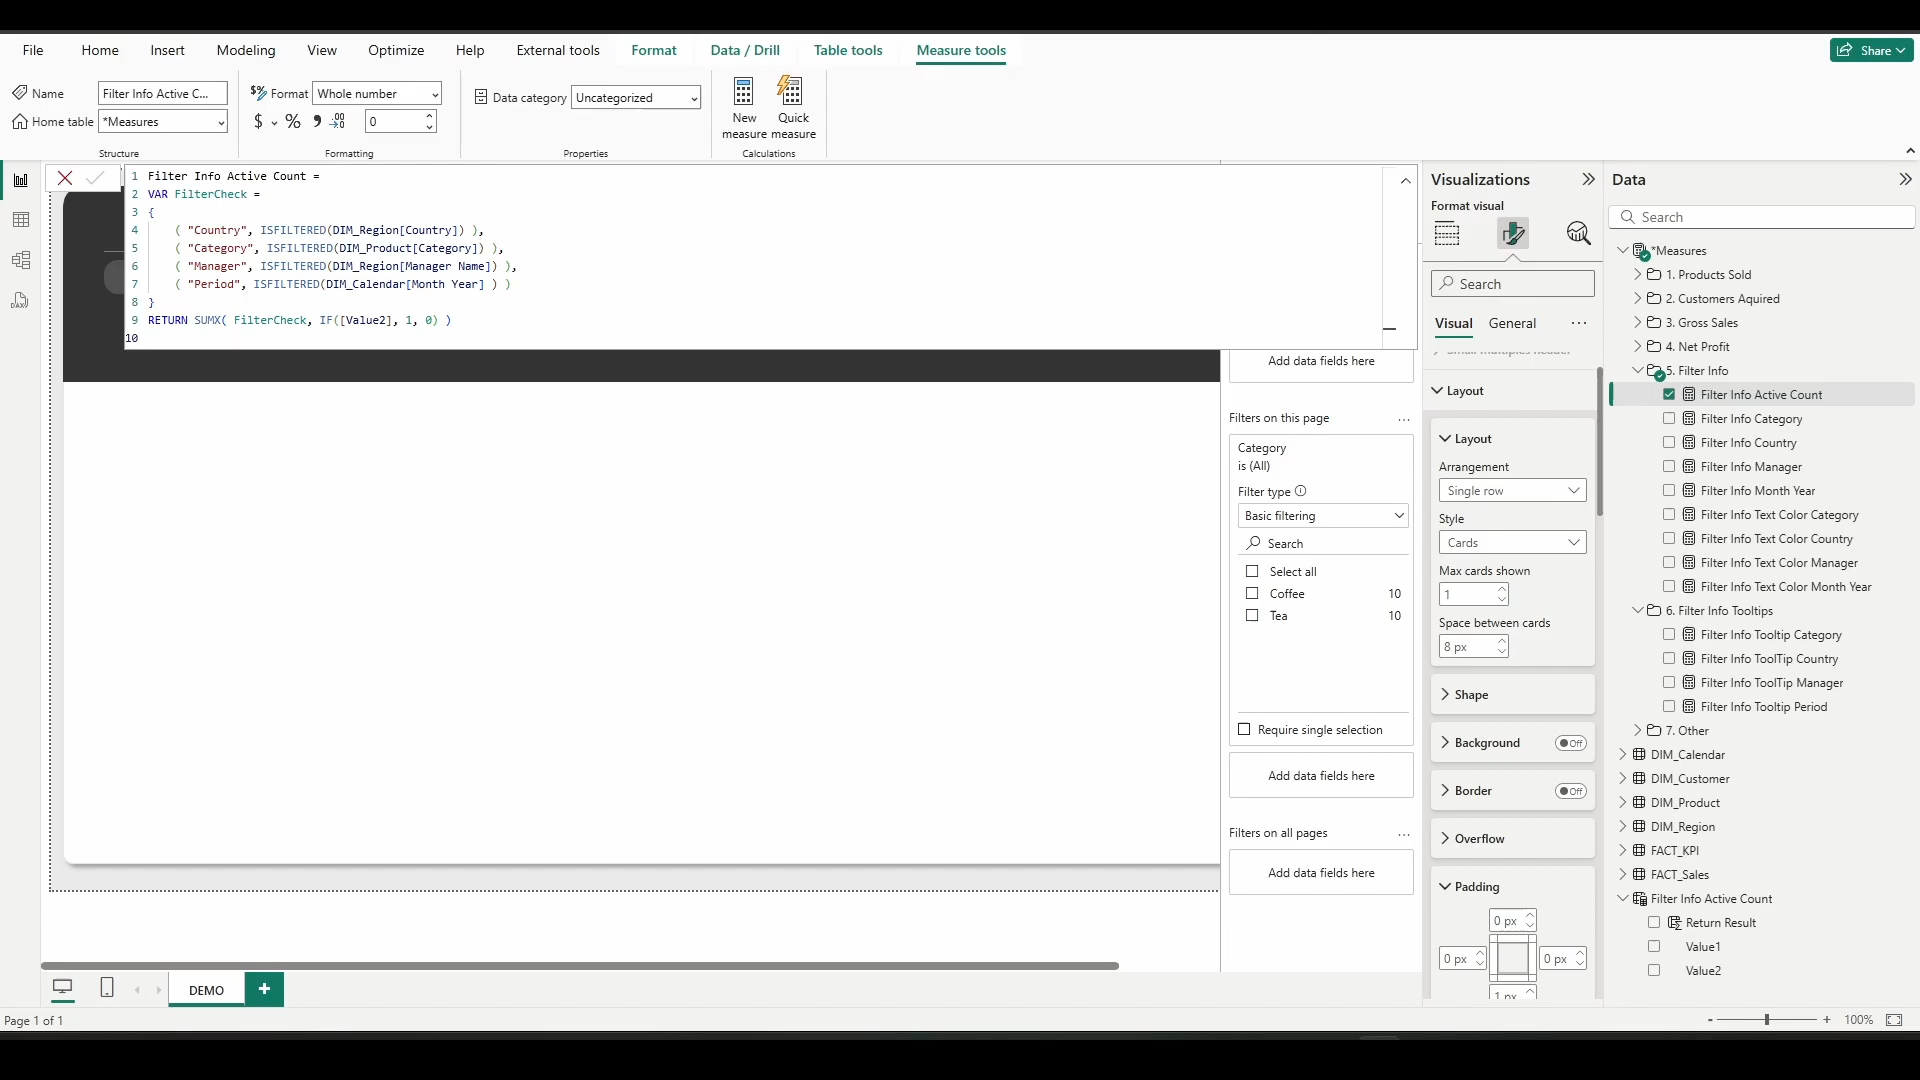 File Home Insert Modeling View Optimize Help External tools Format Data / Drill Table tools Measure tools Share
Name Filter Info Active C... Format Whole number Data category Uncategorized New measure Quick measure
Home table *Measures $ % 9 .00 0
Structure Formatting Properties Calculations
1 Filter Info Active Count =
2 VAR FilterCheck =
3 {
4 ( "Country", ISFILTERED(DIM_Region[Country]) ),
5 ( "Category", ISFILTERED(DIM_Product[Category]) ),
6 ( "Manager", ISFILTERED(DIM_Region[Manager Name]) ),
7 ( "Period", ISFILTERED(DIM_Calendar[Month Year] ) )
8 }
9 RETURN SUMX( FilterCheck, IF([Value2], 1, 0) )
10
Add data fields here
Filters on this page ...
Category
is (All)
Filter type
Basic filtering
Search
Select all
Coffee 10
Tea 10
Require single selection
Add data fields here
Filters on all pages ...
Add data fields here
Visualizations
Format visual
Search
Visual General ...
Small multiples header
Layout
Layout
Arrangement
Single row
Style
Cards
Max cards shown
1
Space between cards
8 px
Shape
Background Off
Border Off
Overflow
Padding
0 px
0 px 0 px
1 px
Data
Search
*Measures
1. Products Sold
2. Customers Aquired
3. Gross Sales
4. Net Profit
5. Filter Info
Filter Info Active Count
Filter Info Category
Filter Info Country
Filter Info Manager
Filter Info Month Year
Filter Info Text Color Category
Filter Info Text Color Country
Filter Info Text Color Manager
Filter Info Text Color Month Year
6. Filter Info Tooltips
Filter Info Tooltip Category
Filter Info ToolTip Country
Filter Info ToolTip Manager
Filter Info Tooltip Period
7. Other
DIM_Calendar
DIM_Customer
DIM_Product
DIM_Region
FACT_KPI
FACT_Sales
Filter Info Active Count
Return Result
Value1
Value2
DEMO +
Page 1 of 1 - + 100%